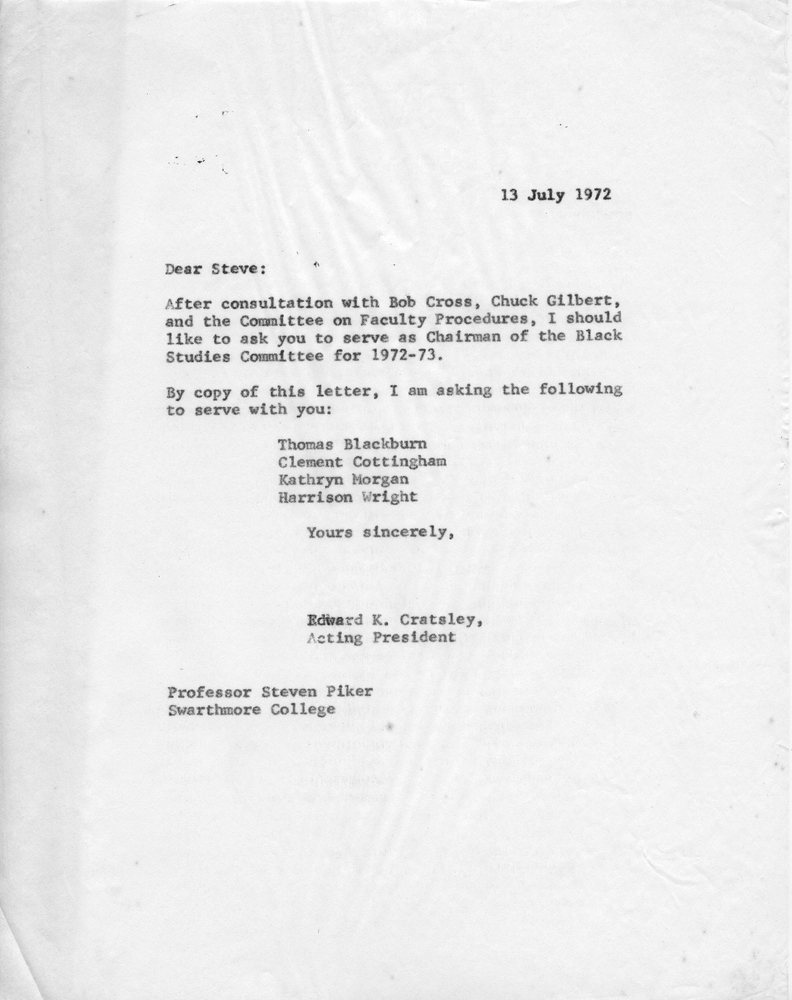 13 July 1972
Dear Steve:
After consultation with Bob Cross, Chuck Gilbert,
and the Committee on Faculty Procedures, I should
like to ask you to serve as Chairman of the Black
Studies Committee for 1972-73.
By copy of this letter, I am asking the following
to serve with you:
Thomas Blackburn
Clement Cottingham
Kathryn Morgan
Harrison Wright
Yours sincerely,
Edward K. Cratsley,
Acting President
Professor Steven Piker
Swarthmore College